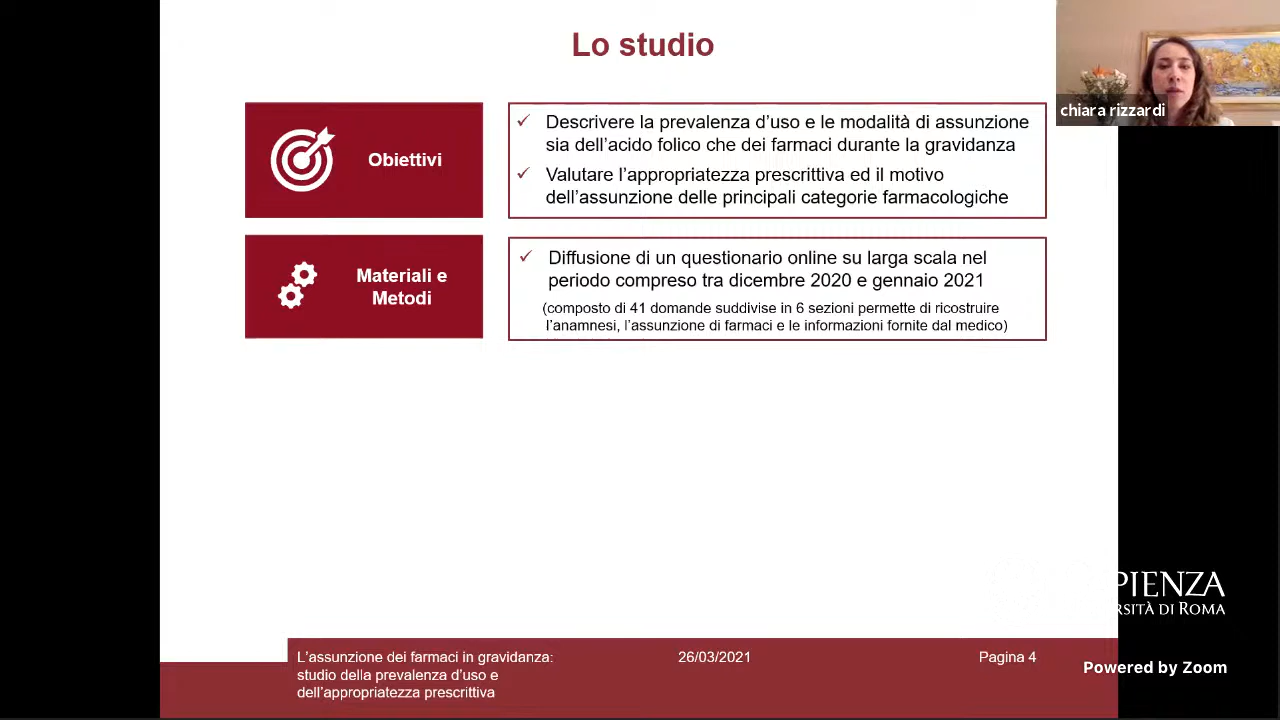 Lo studio
chiara rizzardi
Obiettivi
✓ Descrivere la prevalenza d'uso e le modalità di assunzione
sia dell'acido folico che dei farmaci durante la gravidanza
✓ Valutare l'appropriatezza prescrittiva ed il motivo
dell'assunzione delle principali categorie farmacologiche
Materiali e
Metodi
✓ Diffusione di un questionario online su larga scala nel
periodo compreso tra dicembre 2020 e gennaio 2021
(composto di 41 domande suddivise in 6 sezioni permette di ricostruire
l'anamnesi, l'assunzione di farmaci e le informazioni fornite dal medico)
PIENZA
RSITÀ DI ROMA
L'assunzione dei farmaci in gravidanza:
studio della prevalenza d'uso e
dell'appropriatezza prescrittiva
26/03/2021
Pagina 4
Powered by Zoom